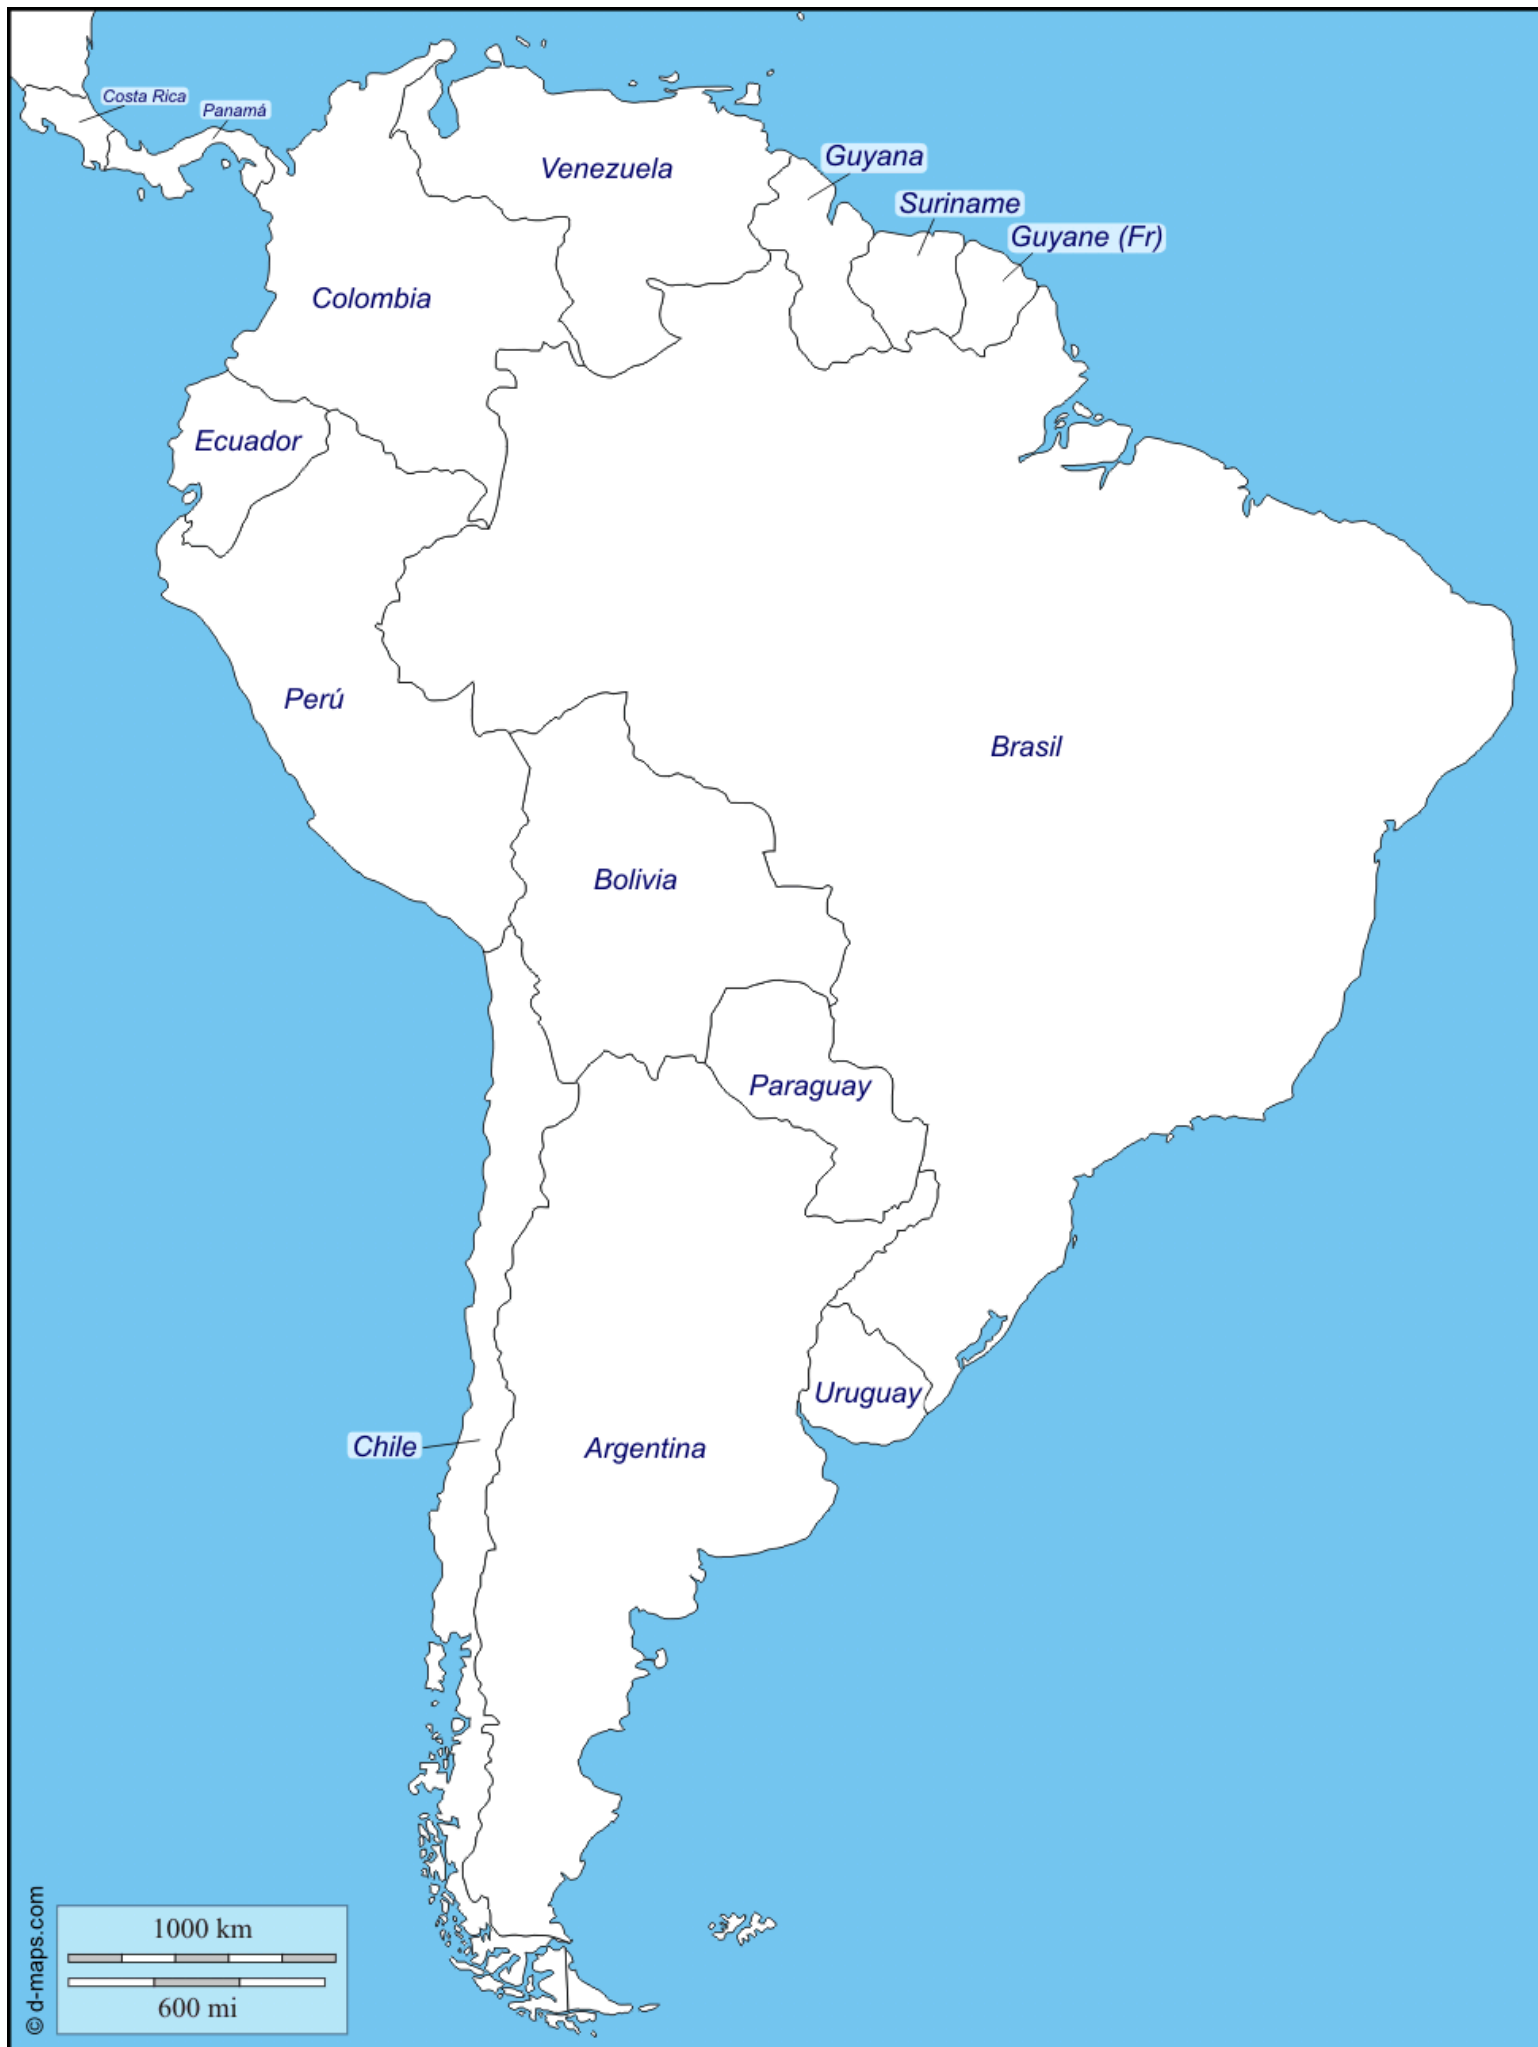 Costa Rica
Panamá
Venezuela
Guyana
Suriname
Guyane (Fr)
Colombia
Ecuador
Perú
Brasil
Bolivia
Paraguay
Uruguay
Chile
Argentina
© d-maps.com
1000 km
600 mi